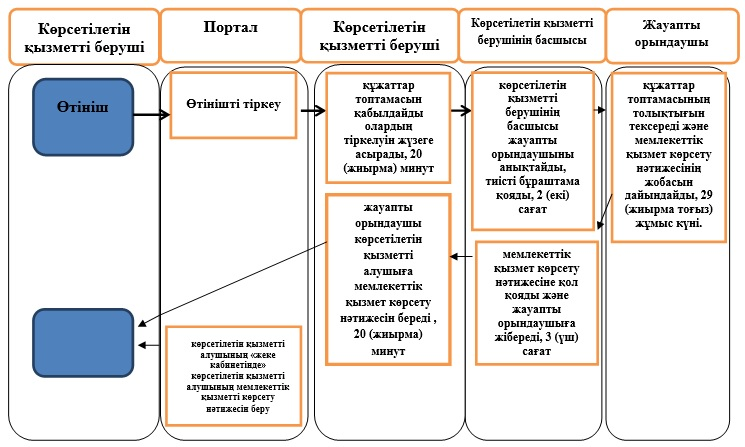 Көрсетілетін
қызметті беруші
Портал
Көрсетілетін
қызметті беруші
Көрсетілетін қызметті
берушінің басшысы
Жауапты
орындаушы
Өтініш
Өтінішті тіркеу
құжаттар
топтамасын
қабылдайды
олардың
тіркелуін жүзеге
асырады, 20
(жиырма) минут
көрсетілетін
қызметті
берушінің
басшысы
жауапты
орындаушыны
анықтайды,
тиісті бұраштама
қояды, 2 (екі)
сағат
құжаттар
топтамасының
толықтығын
тексереді және
мемлекеттік
қызмет көрсету
нәтижесінің
жобасын
дайындайды, 29
(жиырма тоғыз)
жұмыс күні.
жауапты
орындаушы
көрсетілетін
қызметті
алушыға
мемлекеттік
қызмет көрсету
нәтижесін береді ,
20 (жиырма)
минут
мемлекеттік
қызмет көрсету
нәтижесіне қол
қояды және
жауапты
орындаушыға
жібереді, 3 (үш)
сағат
көрсетілетін қызметті
алушының «жеке
кабинетінде»
көрсетілетін қызметті
алушының мемлекеттік
қызметті көрсету
нәтижесін беру